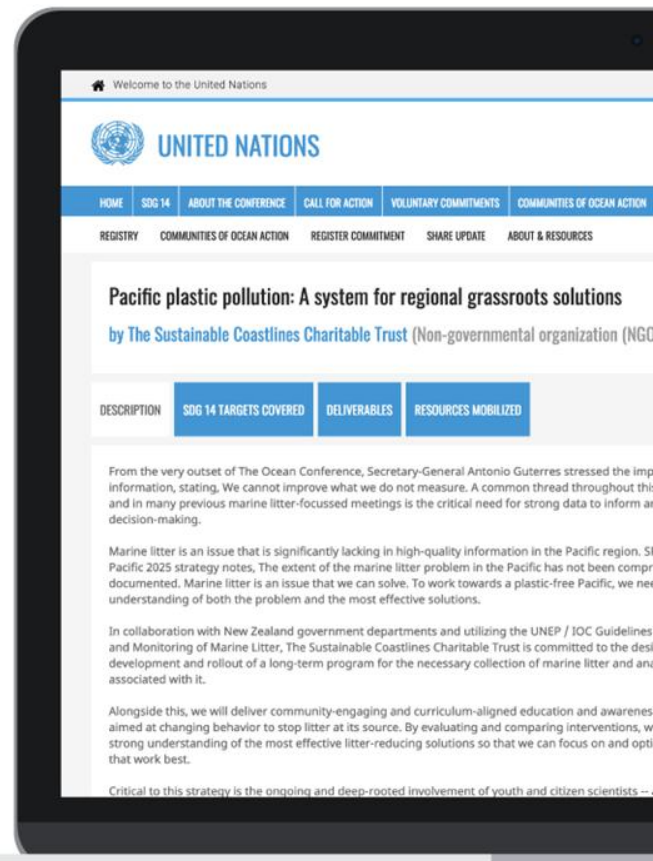 Welcome to the United Nations
UNITED NATIONS
HOME SDG 14 ABOUT THE CONFERENCE CALL FOR ACTION VOLUNTARY COMMITMENTS COMMUNITIES OF OCEAN ACTION
REGISTRY COMMUNITIES OF OCEAN ACTION REGISTER COMMITMENT SHARE UPDATE ABOUT & RESOURCES
Pacific plastic pollution: A system for regional grassroots solutions
by The Sustainable Coastlines Charitable Trust (Non-governmental organization (NGO
DESCRIPTION SDG 14 TARGETS COVERED DELIVERABLES RESOURCES MOBILIZED
From the very outset of The Ocean Conference, Secretary-General Antonio Guterres stressed the imp
information, stating, We cannot improve what we do not measure. A common thread throughout this
and in many previous marine litter-focussed meetings is the critical need for strong data to inform an
decision-making.
Marine litter is an issue that is significantly lacking in high-quality information in the Pacific region. S
Pacific 2025 strategy notes, The extent of the marine litter problem in the Pacific has not been compr
documented. Marine litter is an issue that we can solve. To work towards a plastic-free Pacific, we nee
understanding of both the problem and the most effective solutions.
In collaboration with New Zealand government departments and utilizing the UNEP / IOC Guidelines
and Monitoring of Marine Litter, The Sustainable Coastlines Charitable Trust is committed to the desi
development and rollout of a long-term program for the necessary collection of marine litter and ana
associated with it.
Alongside this, we will deliver community-engaging and curriculum-aligned education and awarenes
aimed at changing behavior to stop litter at its source. By evaluating and comparing interventions, w
strong understanding of the most effective litter-reducing solutions so that we can focus on and opti
that work best.
Critical to this strategy is the ongoing and deep-rooted involvement of youth and citizen scientists --